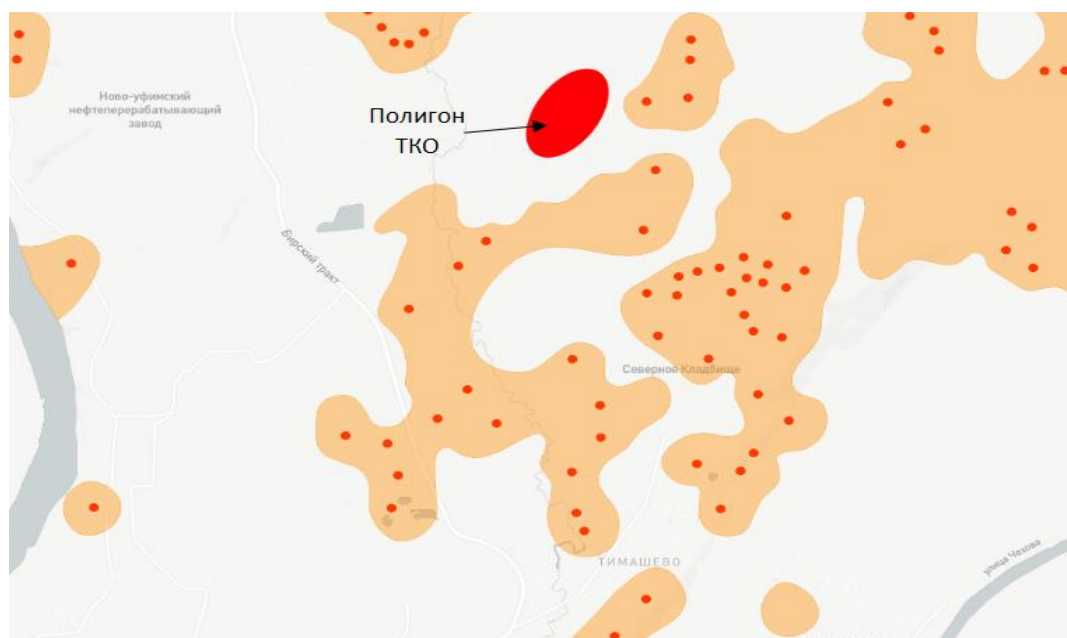 Ново-уфимский
нефтеперерабатывающий
завод
Полигон
ТКО
Бирский тракт
Северное Кладбище
ТИМАШЕВО
улица Чехова